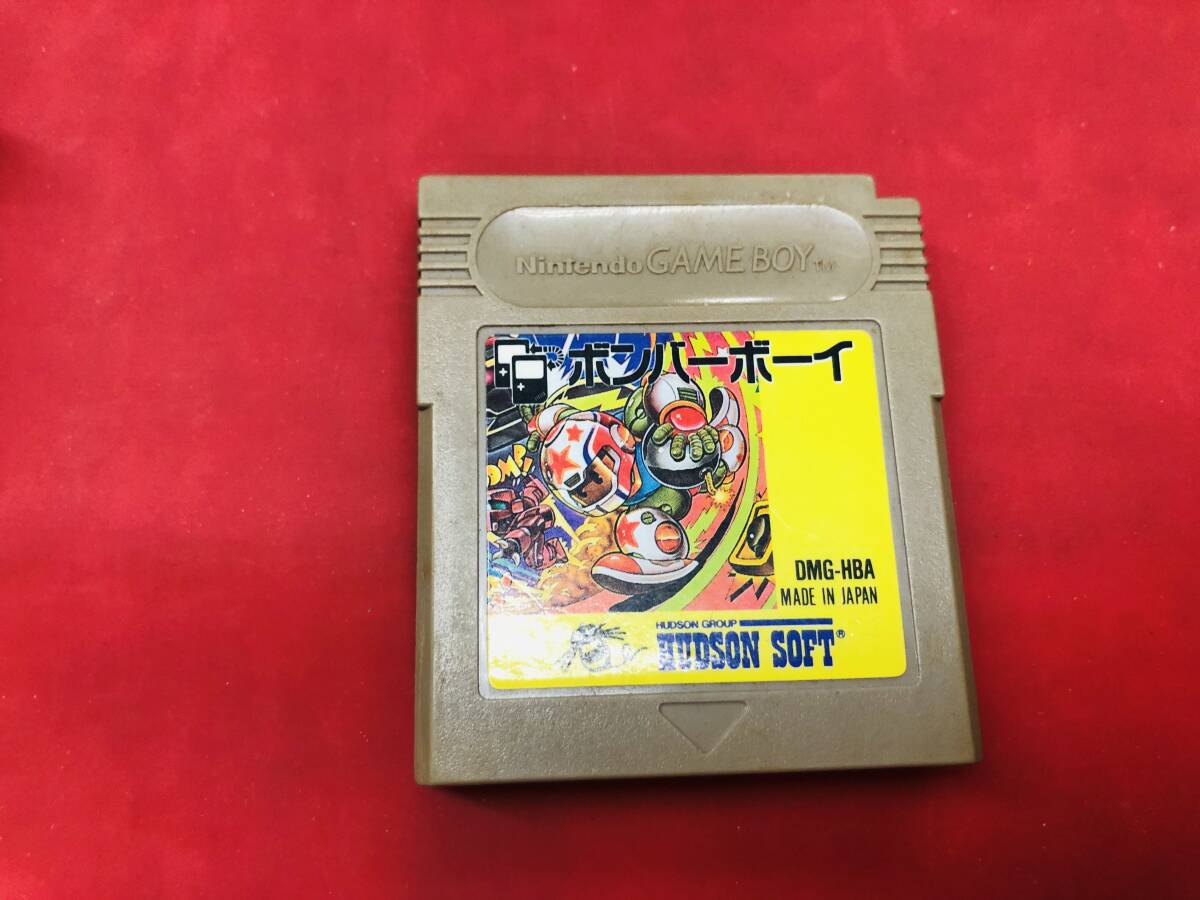 Nintendo GAME BOY TM
ボンバーボーイ
DMG-HBA
MADE IN JAPAN
HUDSON GROUP
HUDSON SOFT®